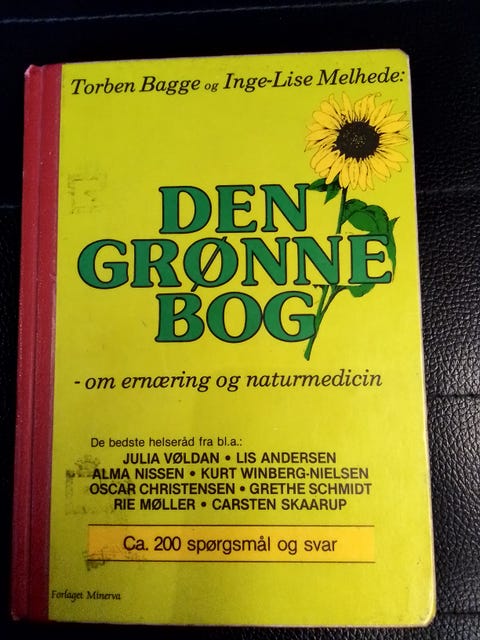 Torben Bagge og Inge-Lise Melhede:
DEN
GRØNNE
BOG
- om ernæring og naturmedicin
De bedste helseråd fra bl.a.:
JULIA VØLDAN • LIS ANDERSEN
ALMA NISSEN • KURT WINBERG-NIELSEN
OSCAR CHRISTENSEN • GRETHE SCHMIDT
RIE MØLLER • CARSTEN SKAARUP
Ca. 200 spørgsmål og svar
Forlaget Minerva